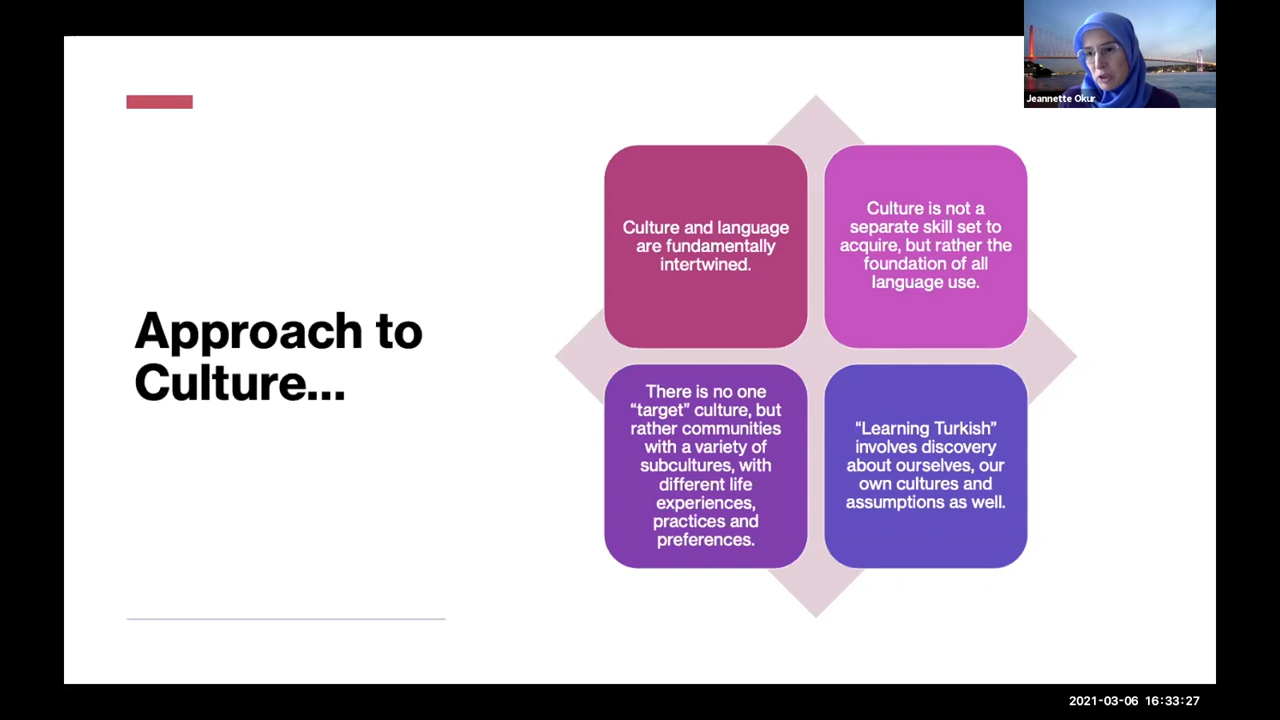 Jeannette Okur
Approach to
Culture...
Culture and language
are fundamentally
intertwined.
Culture is not a
separate skill set to
acquire, but rather the
foundation of all
language use.
There is no one
“target” culture, but
rather communities
with a variety of
subcultures, with
different life
experiences,
practices and
preferences.
“Learning Turkish”
involves discovery
about ourselves, our
own cultures and
assumptions as well.
2021-03-06 16:33:27